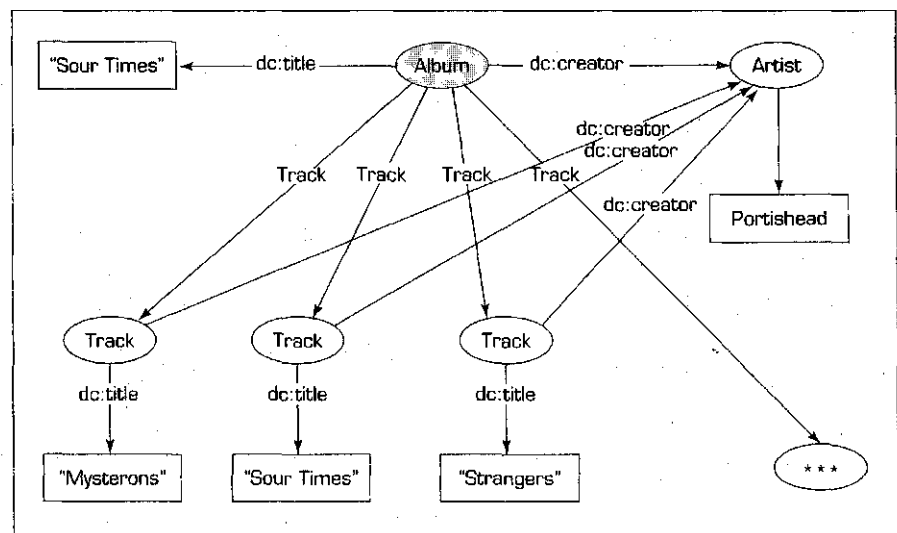 "Sour Times" dc:title Album dc:creator Artist
dc:creator
dc:creator
Track Track Track Track
dc:creator
Portishead
Track Track Track
dc:title dc:title dc:title
"Mysterons" "Sour Times" "Strangers" ***